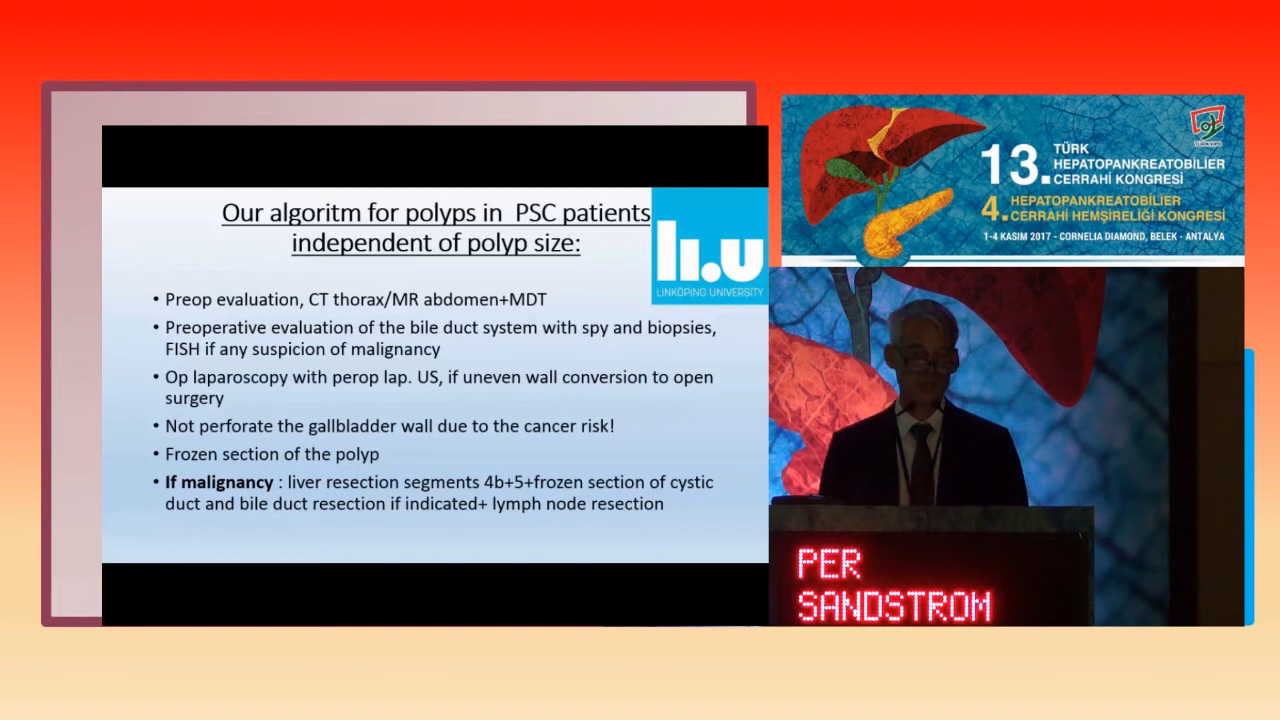 Our algoritm for polyps in PSC patients
independent of polyp size:
LINKÖPING UNIVERSITY
• Preop evaluation, CT thorax/MR abdomen+MDT
• Preoperative evaluation of the bile duct system with spy and biopsies,
FISH if any suspicion of malignancy
• Op laparoscopy with perop lap. US, if uneven wall conversion to open
surgery
• Not perforate the gallbladder wall due to the cancer risk!
• Frozen section of the polyp
• If malignancy : liver resection segments 4b+5+frozen section of cystic
duct and bile duct resection if indicated+ lymph node resection
li.u
13. TÜRK
HEPATOPANKREATOBİLİER
CERRAHİ KONGRESİ
4. HEPATOPANKREATOBİLİER
CERRAHİ HEMŞİRELİĞİ KONGRESİ
1-4 KASIM 2017 - CORNELIA DIAMOND, BELEK - ANTALYA
PER
SANDSTROM